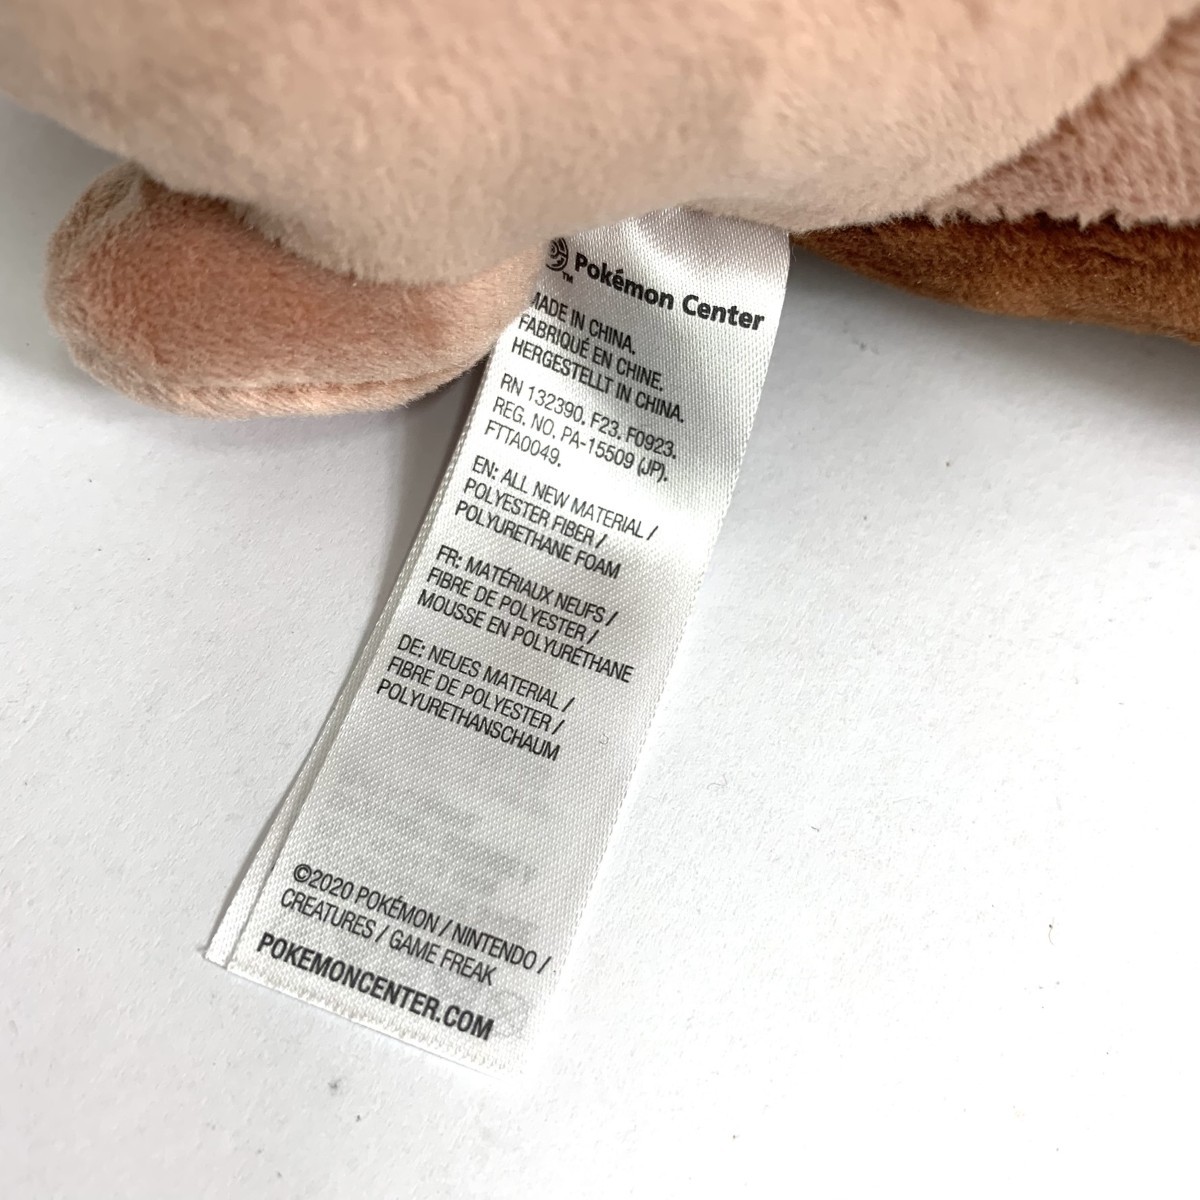 ™ Pokémon Center
MADE IN CHINA.
FABRIQUÉ EN CHINE.
HERGESTELLT IN CHINA.
RN 132390. F23. F0923.
REG. NO. PA-15509 (JP).
FTTA0049.
EN: ALL NEW MATERIAL /
POLYESTER FIBER /
POLYURETHANE FOAM
FR: MATÉRIAUX NEUFS /
FIBRE DE POLYESTER /
MOUSSE EN POLYURÉTHANE
DE: NEUES MATERIAL /
FIBRE DE POLYESTER /
POLYURETHANSCHAUM
©2020 POKÉMON / NINTENDO /
CREATURES / GAME FREAK
POKEMONCENTER.COM